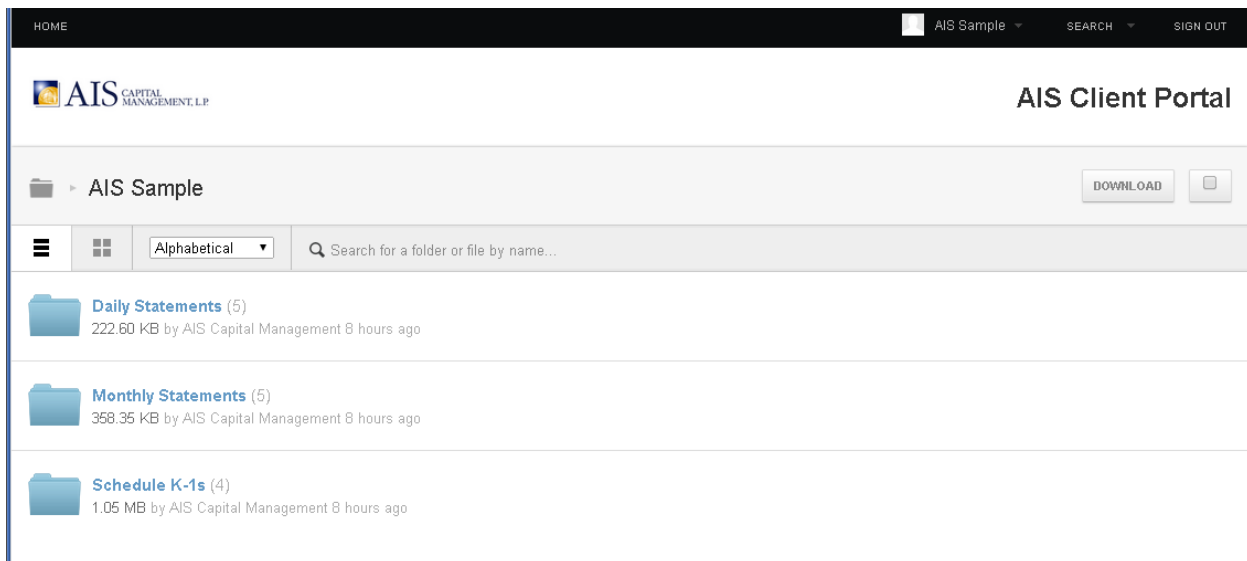 HOME AIS Sample SEARCH SIGN OUT
AIS CAPITAL MANAGEMENT, L.P. AIS Client Portal
AIS Sample DOWNLOAD
Alphabetical Search for a folder or file by name...
Daily Statements (5)
222.60 KB by AIS Capital Management 8 hours ago
Monthly Statements (5)
358.35 KB by AIS Capital Management 8 hours ago
Schedule K-1s (4)
1.05 MB by AIS Capital Management 8 hours ago